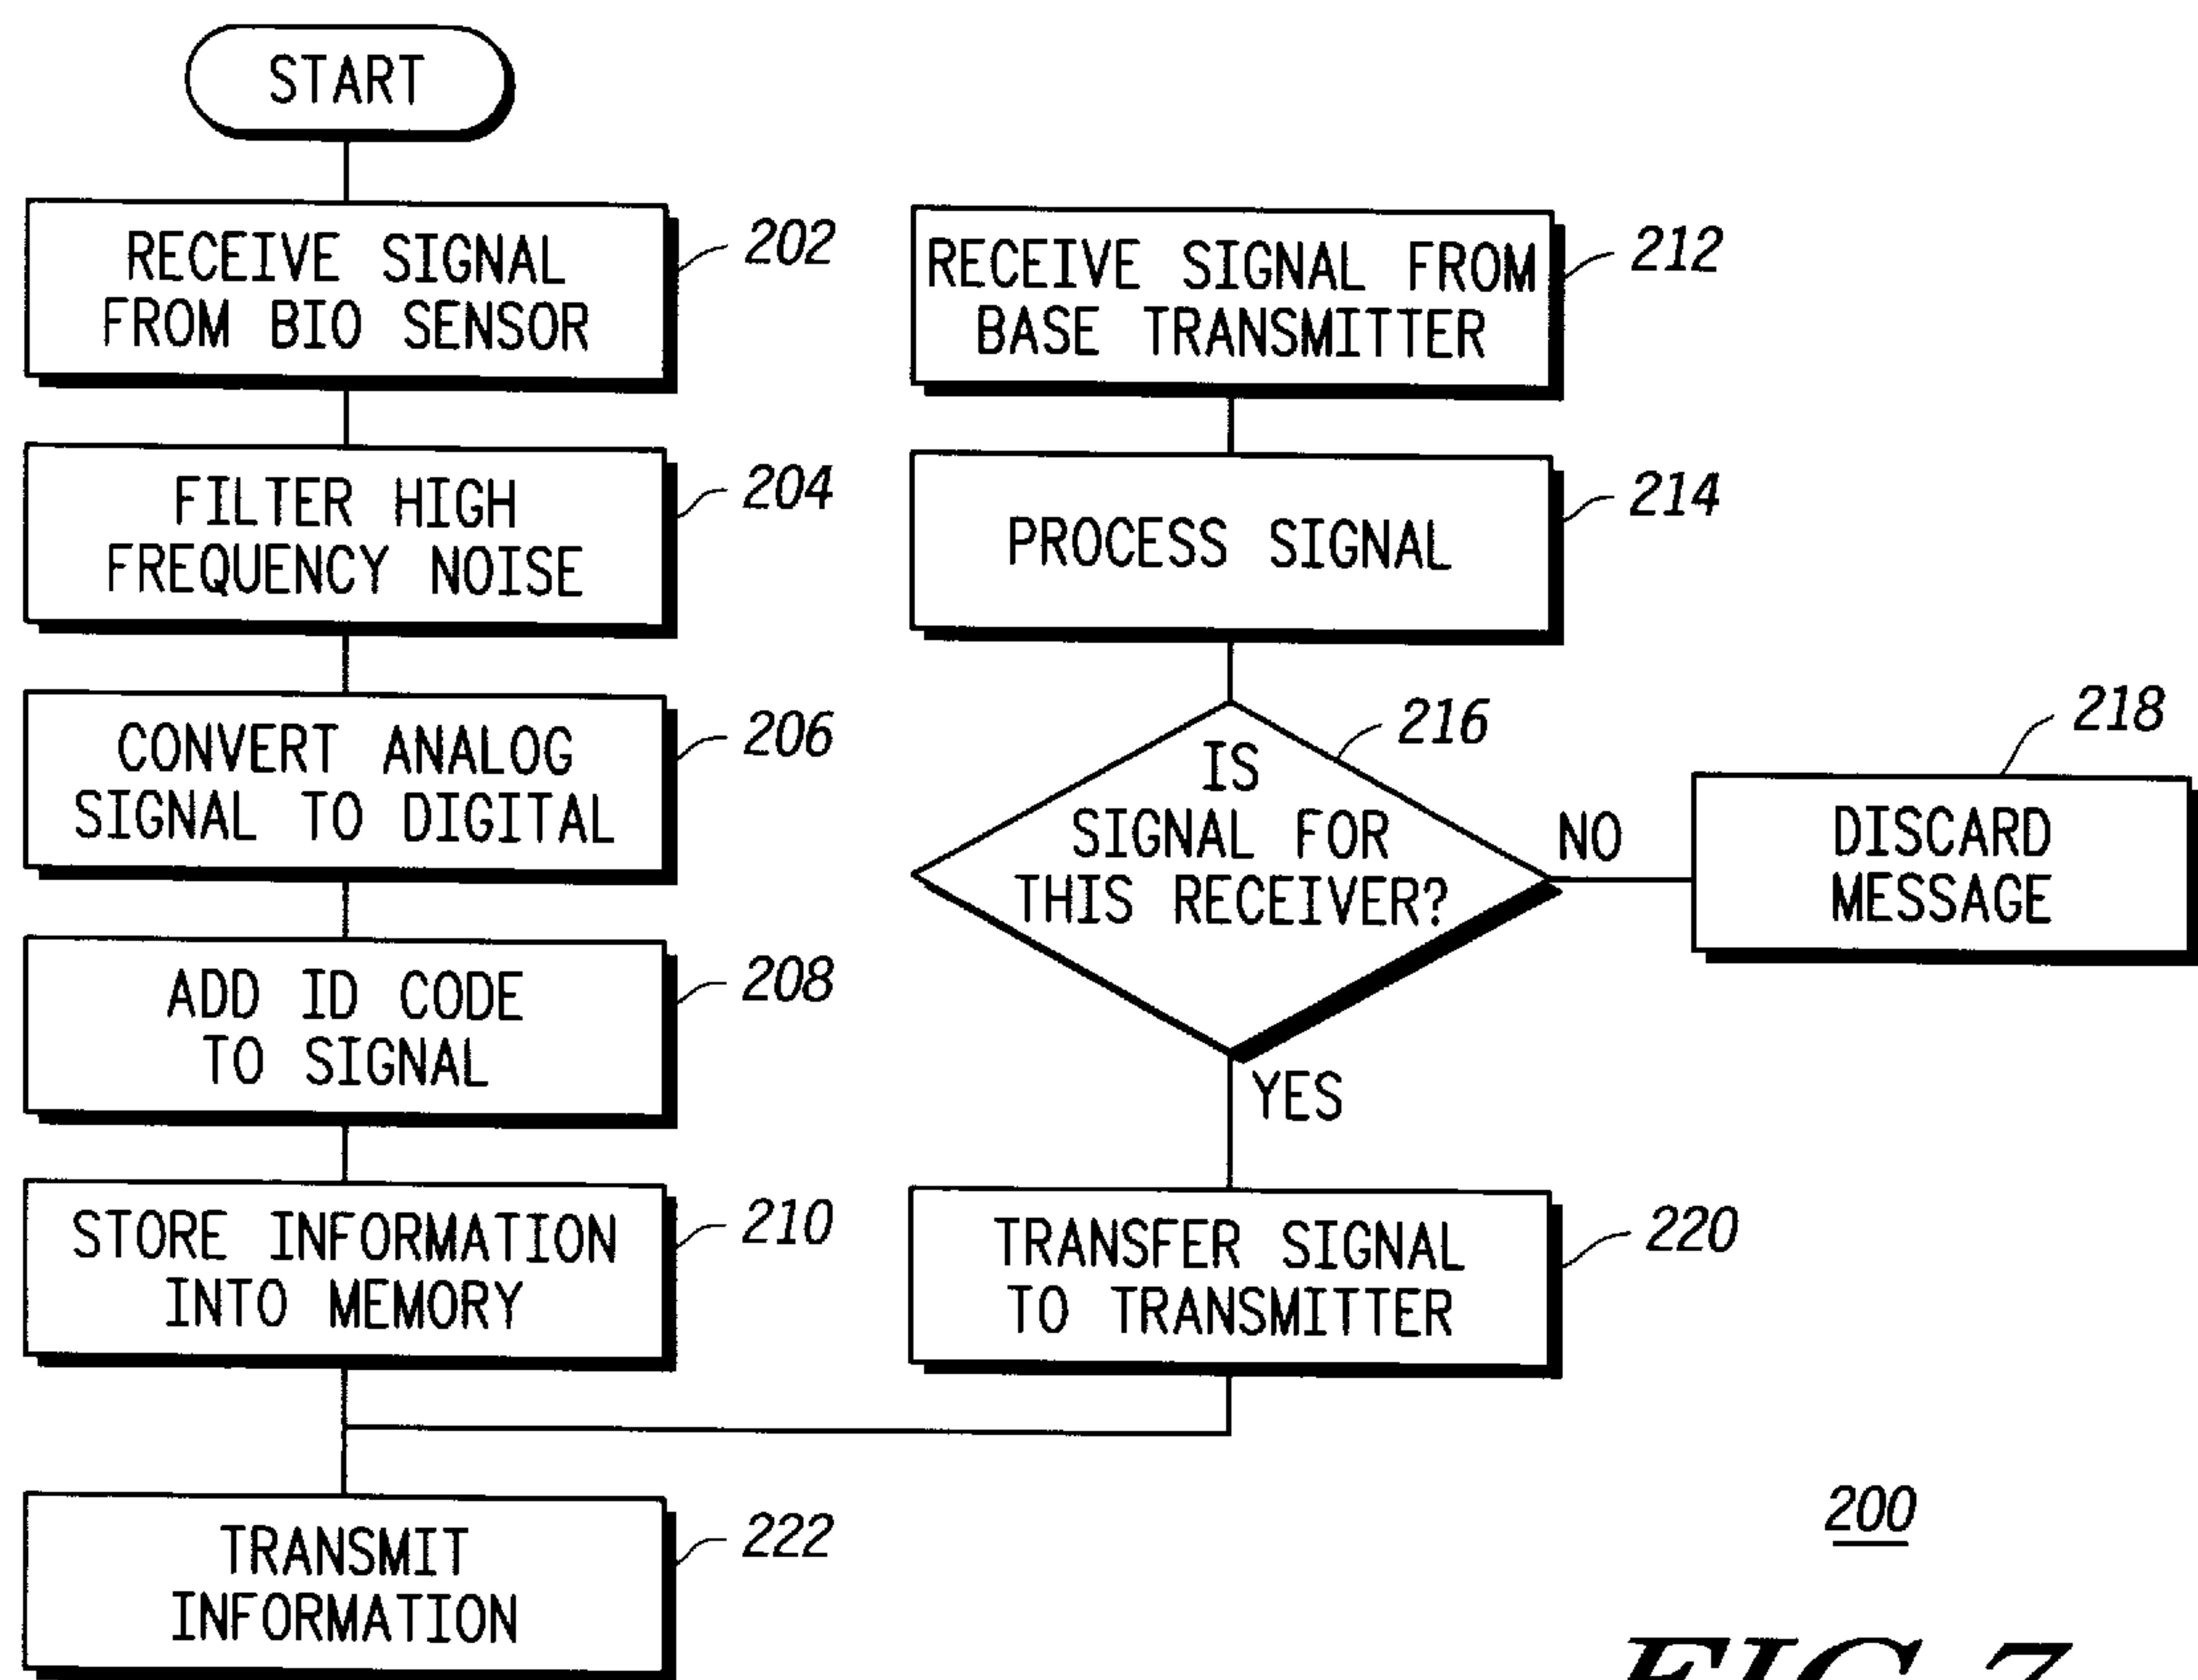 START
RECEIVE SIGNAL
FROM BIO SENSOR
202
FILTER HIGH
FREQUENCY NOISE
204
CONVERT ANALOG
SIGNAL TO DIGITAL
206
ADD ID CODE
TO SIGNAL
208
STORE INFORMATION
INTO MEMORY
210
RECEIVE SIGNAL FROM
BASE TRANSMITTER
212
PROCESS SIGNAL
214
IS
SIGNAL FOR
THIS RECEIVER?
216
NO
DISCARD
MESSAGE
218
YES
TRANSFER SIGNAL
TO TRANSMITTER
220
TRANSMIT
INFORMATION
222
200
FIG.7